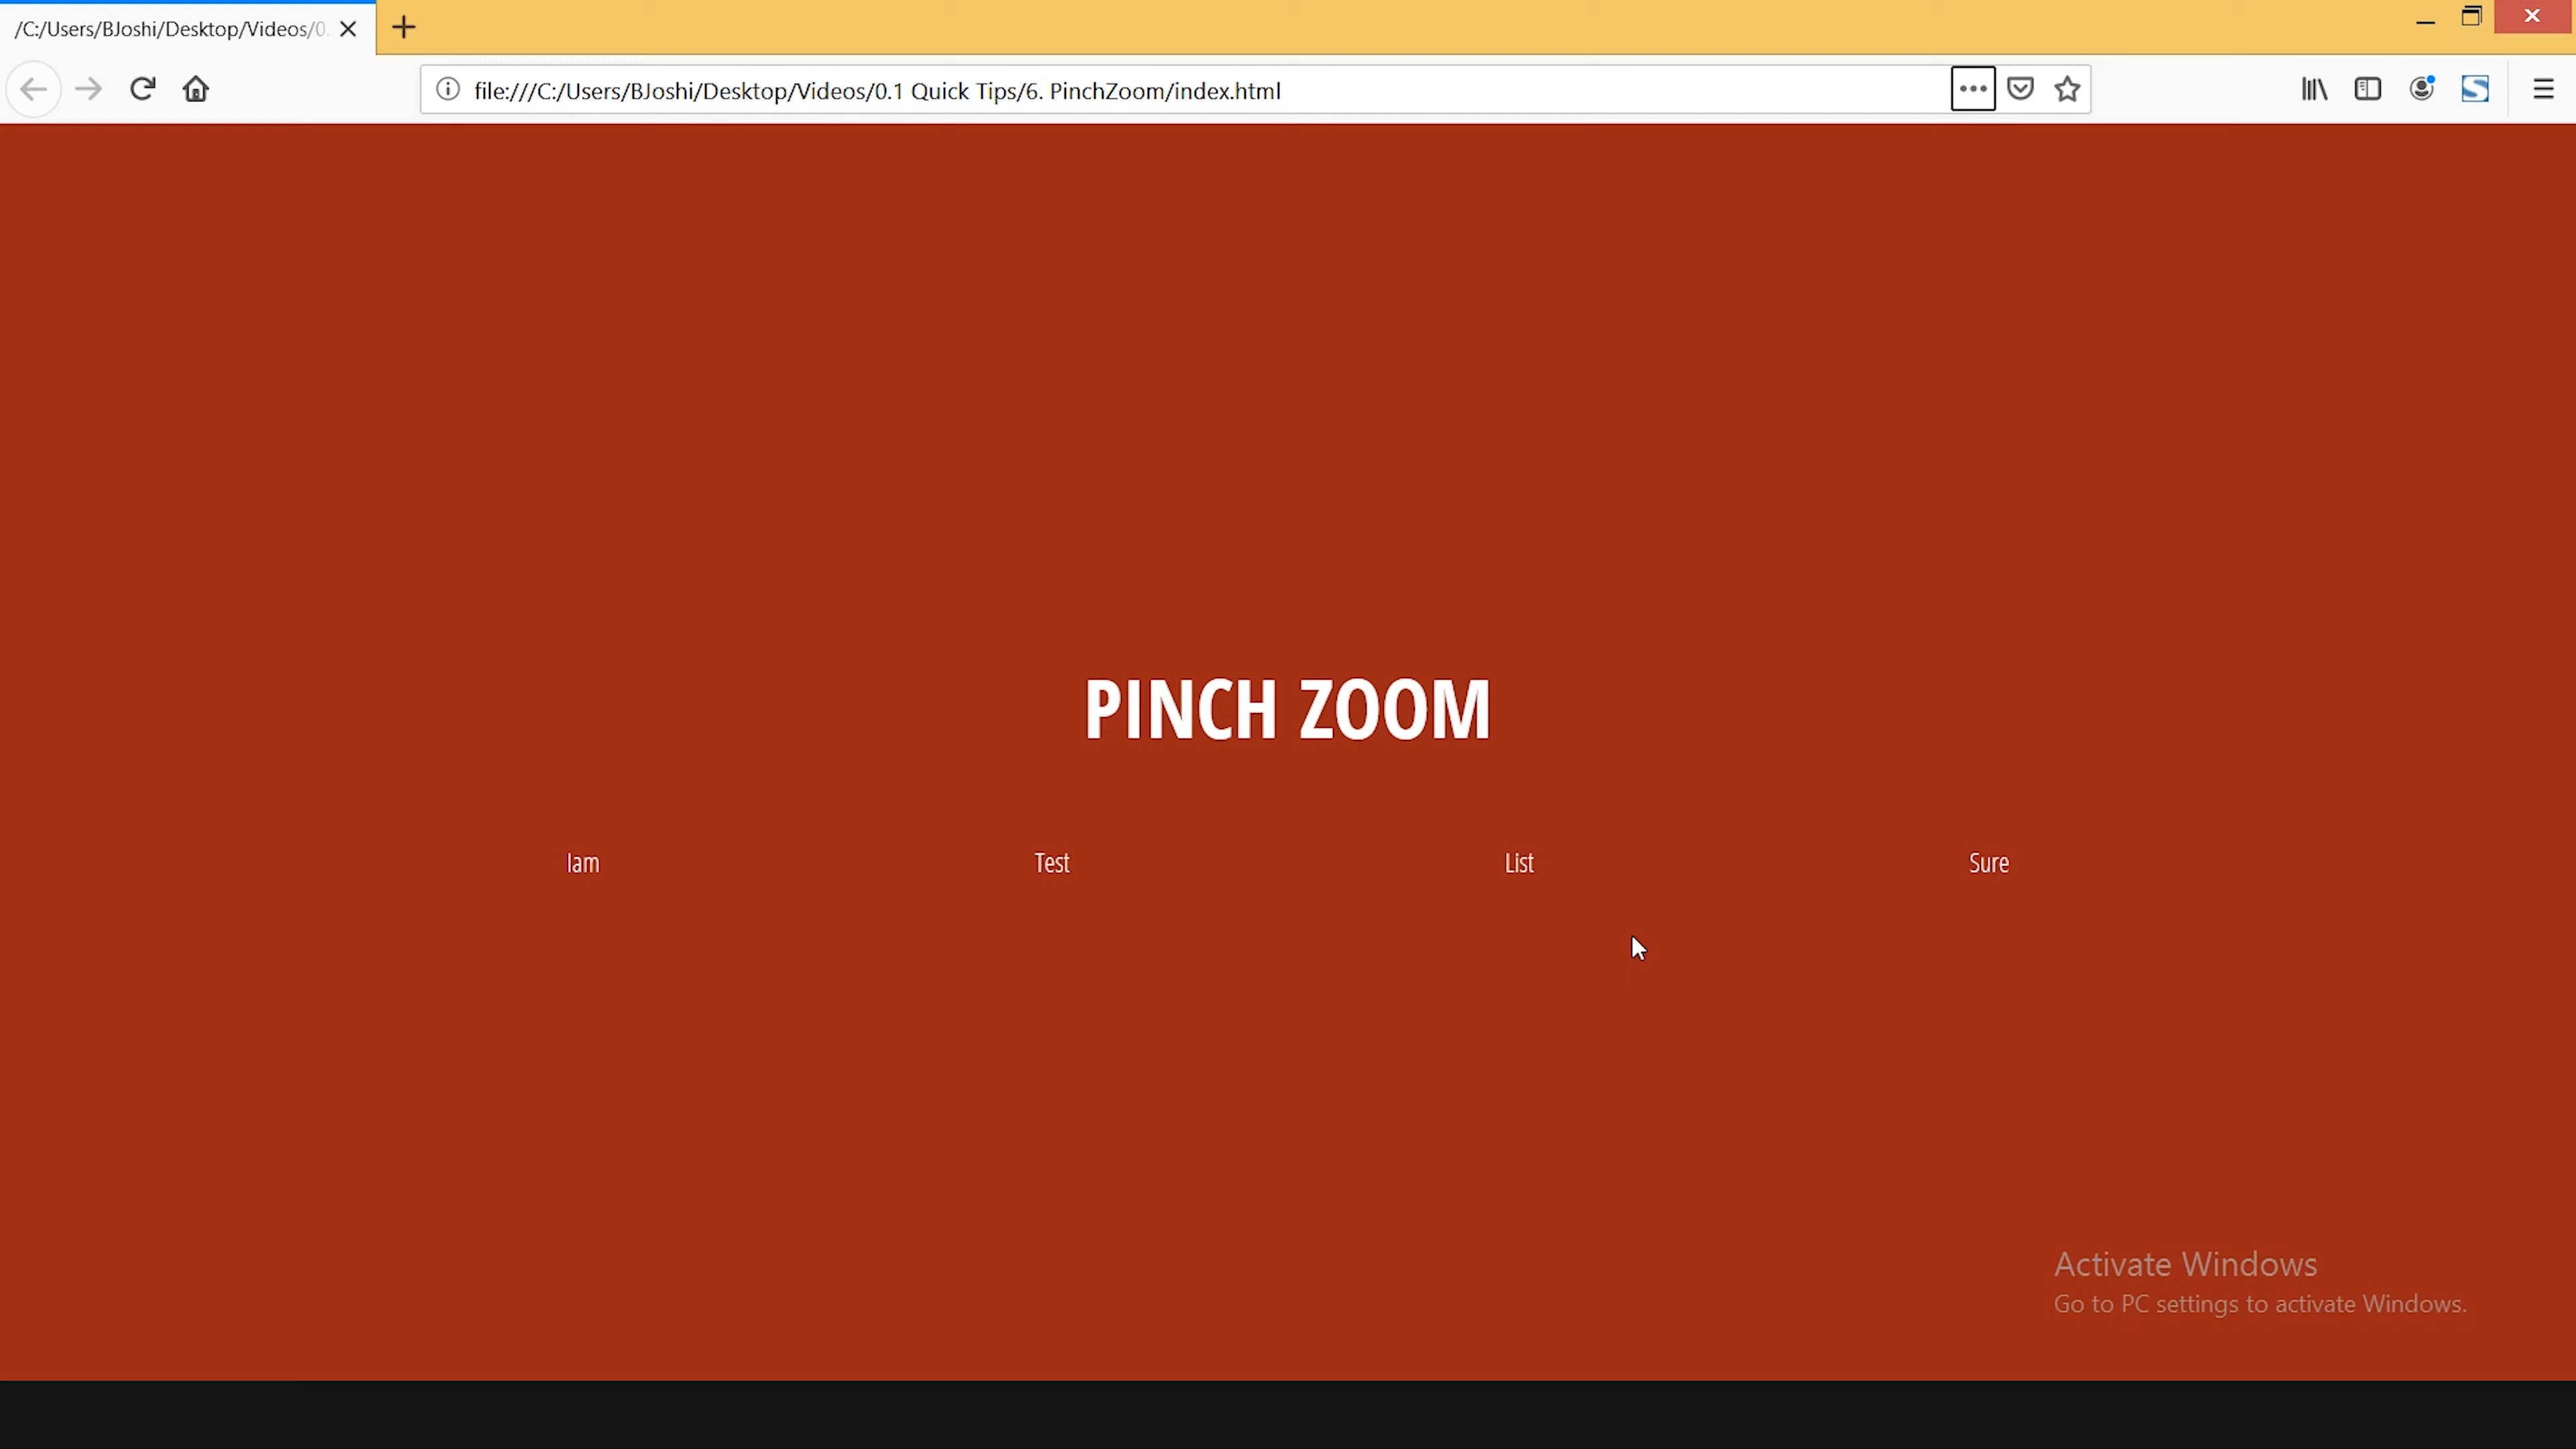 /C:/Users/BJoshi/Desktop/Videos/0.
file:///C:/Users/BJoshi/Desktop/Videos/0.1 Quick Tips/6. PinchZoom/index.html
PINCH ZOOM
Iam Test List Sure
Activate Windows
Go to PC settings to activate Windows.